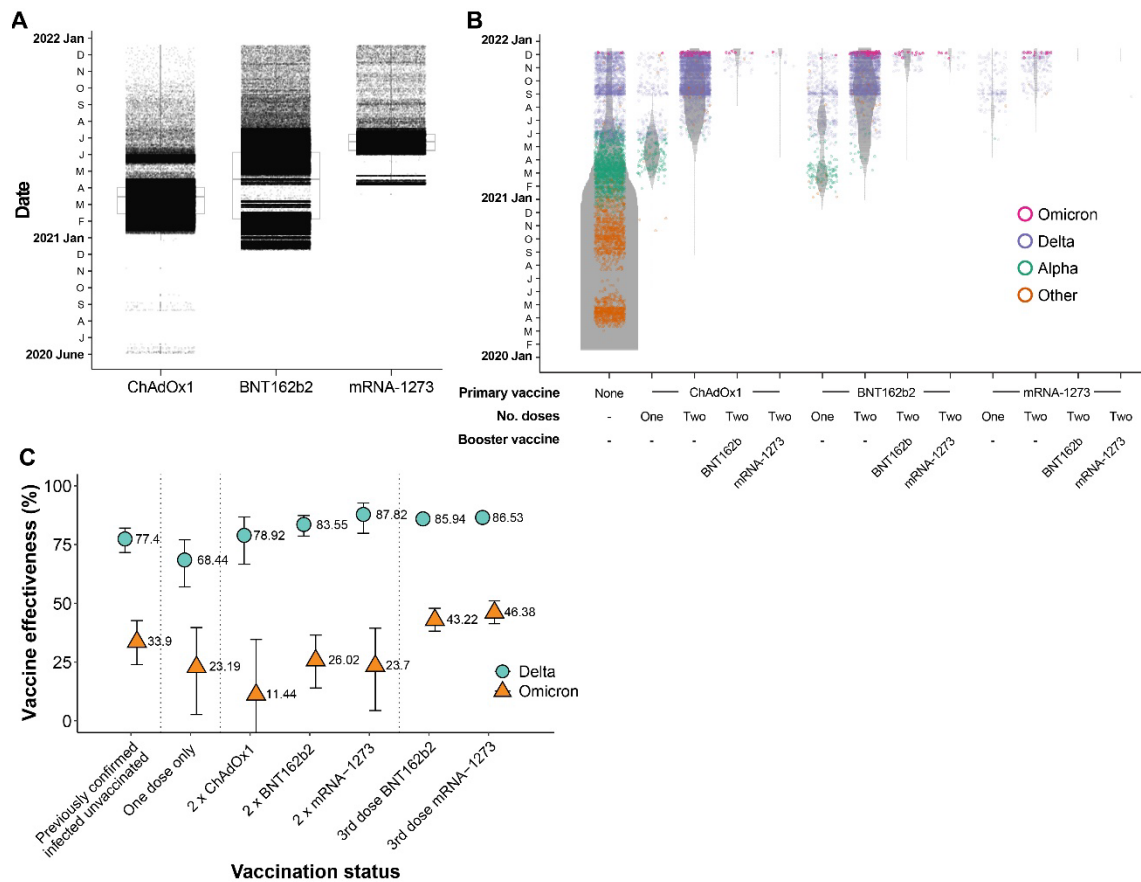 A
2022 Jan
D
N
O
S
A
J
J
M
A
M
F
2021 Jan
D
N
O
S
A
J
2020 June
Date
ChAdOx1 BNT162b2 mRNA-1273
B
2022 Jan
D
N
O
S
A
J
J
M
A
M
F
2021 Jan
D
N
O
S
A
J
J
M
A
M
F
2020 Jan
Omicron
Delta
Alpha
Other
Primary vaccine None ChAdOx1 BNT162b2 mRNA-1273
No. doses - One Two Two Two One Two Two Two One Two Two Two
Booster vaccine - - - BNT162b mRNA-1273 - - BNT162b mRNA-1273 - - BNT162b mRNA-1273
C
Vaccine effectiveness (%)
100
75
50
25
0
77.4
68.44
78.92
83.55
87.82
85.94
86.53
33.9
23.19
11.44
26.02
23.7
43.22
46.38
Delta
Omicron
Previously confirmed
infected unvaccinated
One dose only
2 x ChAdOx1
2 x BNT162b2
2 x mRNA-1273
3rd dose BNT162b2
3rd dose mRNA-1273
Vaccination status